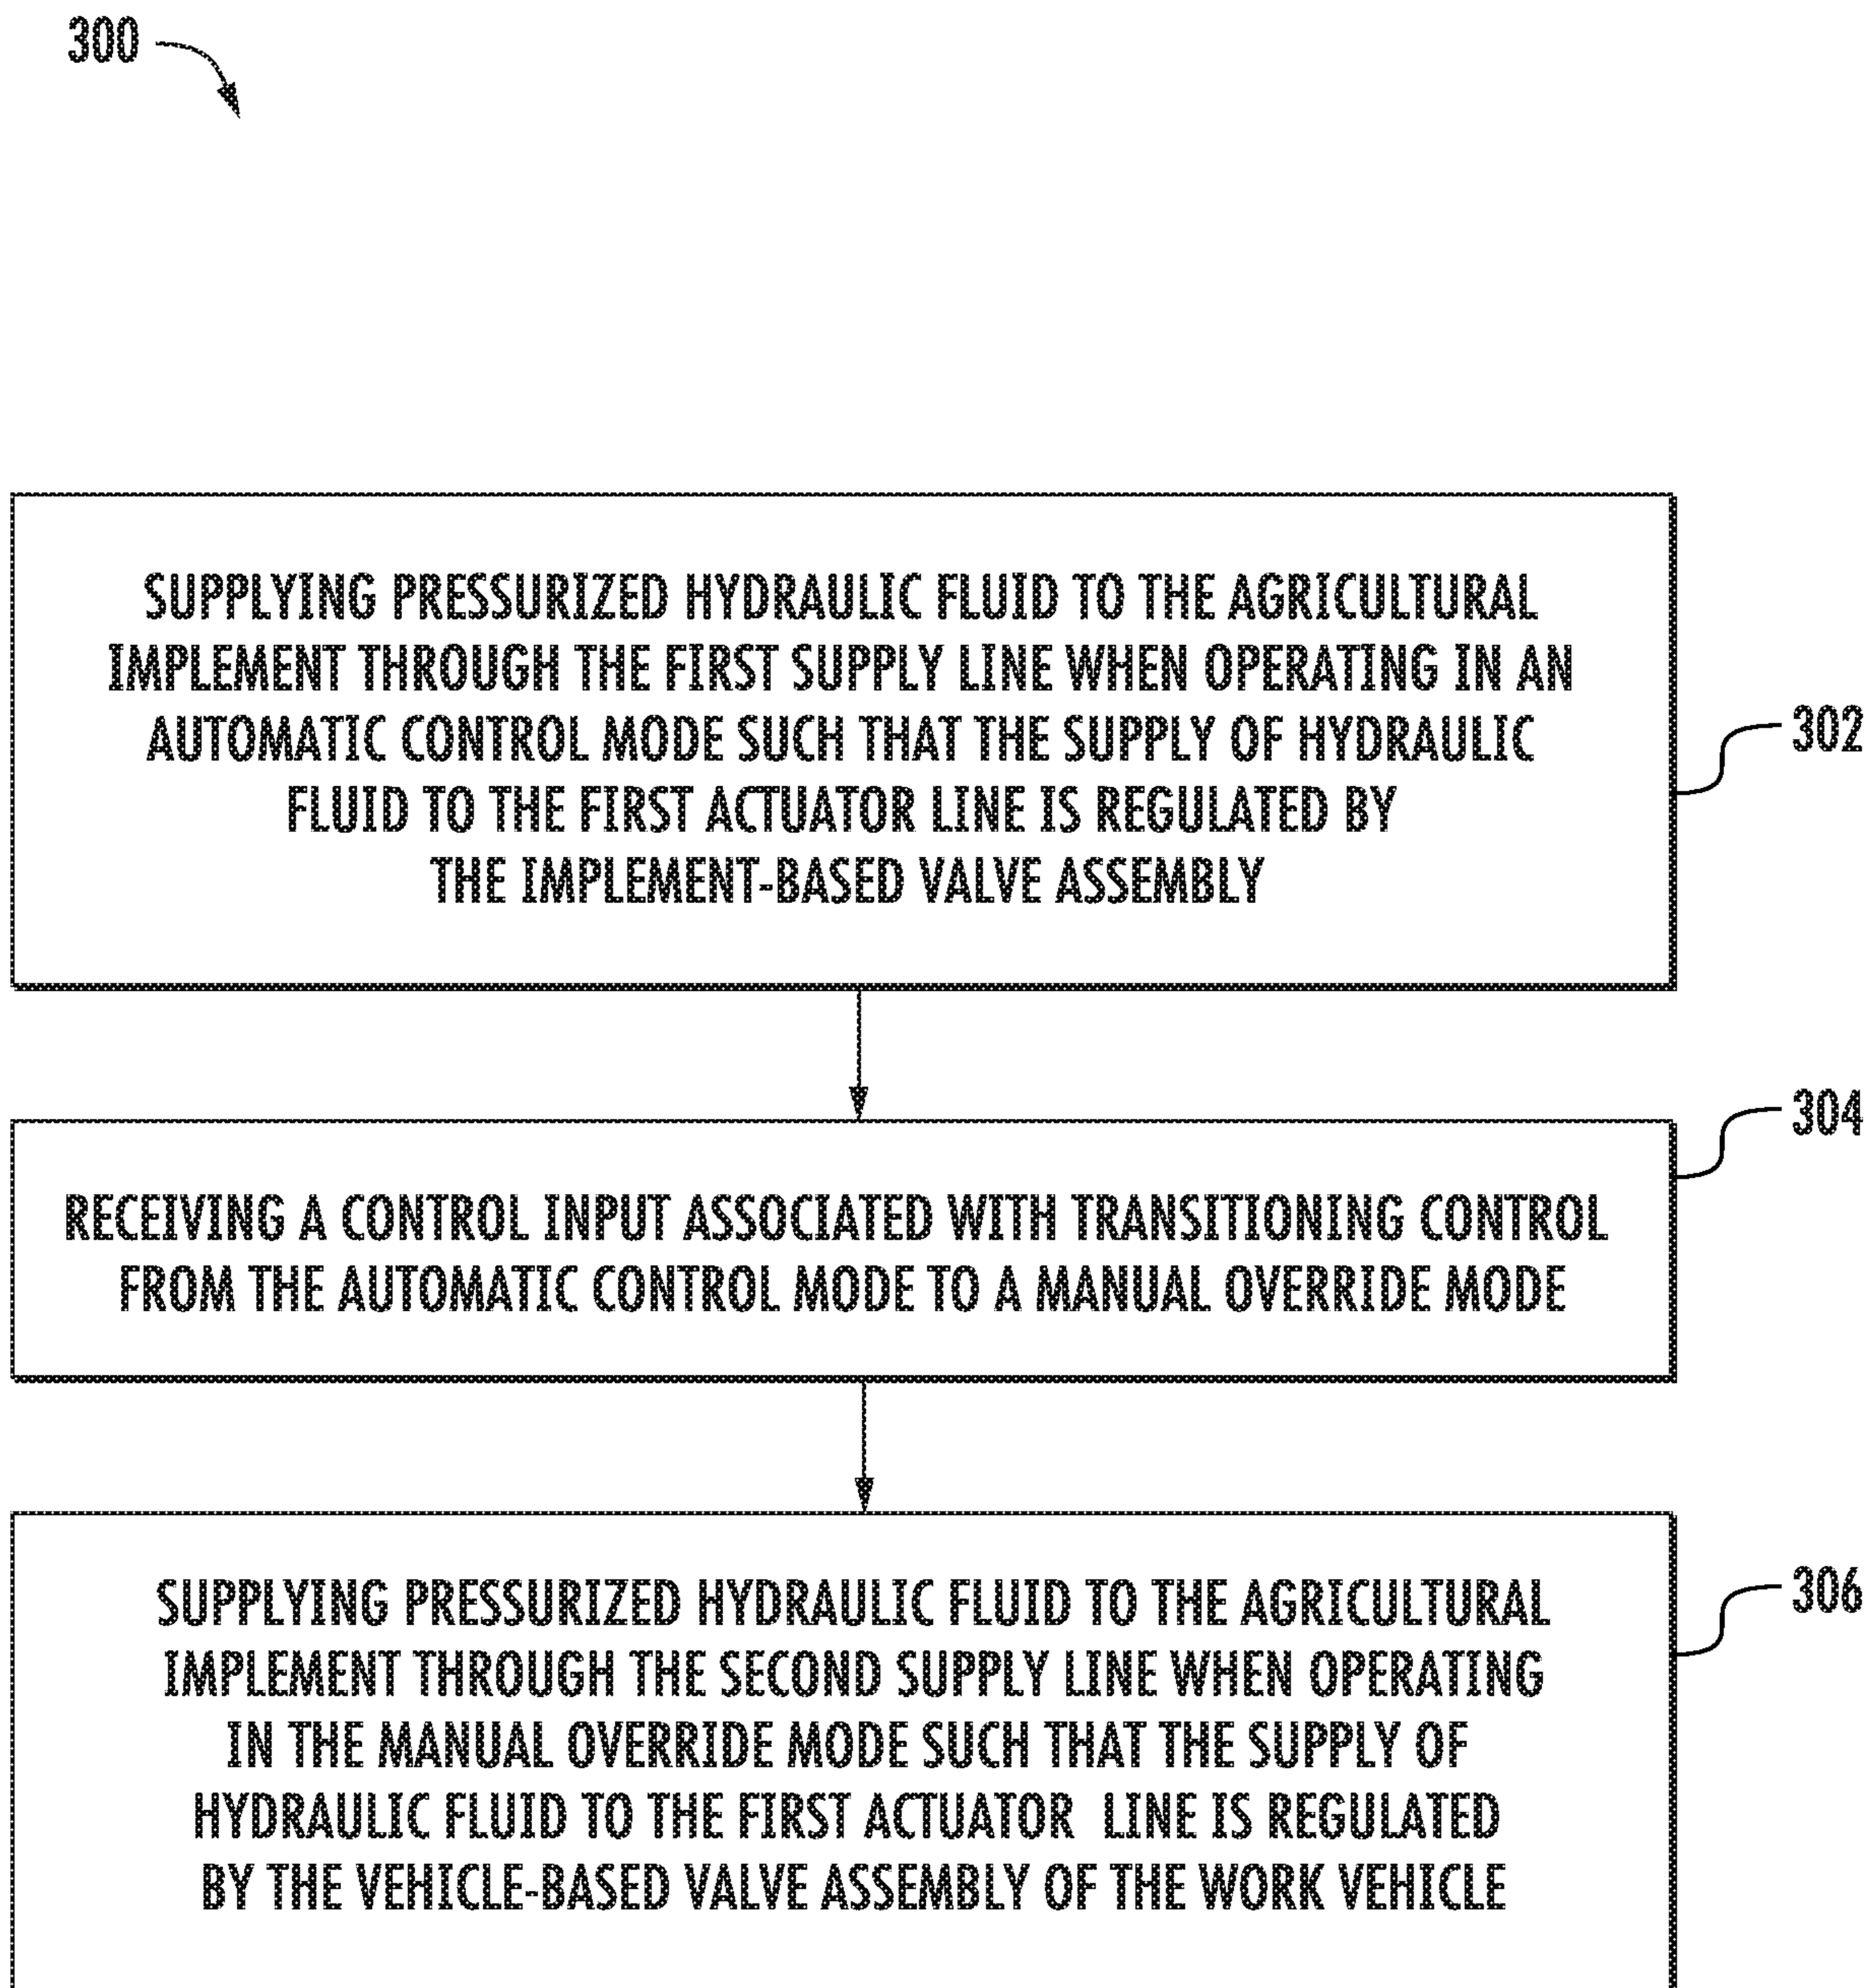 300
SUPPLYING PRESSURIZED HYDRAULIC FLUID TO THE AGRICULTURAL
IMPLEMENT THROUGH THE FIRST SUPPLY LINE WHEN OPERATING IN AN
AUTOMATIC CONTROL MODE SUCH THAT THE SUPPLY OF HYDRAULIC
FLUID TO THE FIRST ACTUATOR LINE IS REGULATED BY
THE IMPLEMENT-BASED VALVE ASSEMBLY
302
RECEIVING A CONTROL INPUT ASSOCIATED WITH TRANSITIONING CONTROL
FROM THE AUTOMATIC CONTROL MODE TO A MANUAL OVERRIDE MODE
304
SUPPLYING PRESSURIZED HYDRAULIC FLUID TO THE AGRICULTURAL
IMPLEMENT THROUGH THE SECOND SUPPLY LINE WHEN OPERATING
IN THE MANUAL OVERRIDE MODE SUCH THAT THE SUPPLY OF
HYDRAULIC FLUID TO THE FIRST ACTUATOR LINE IS REGULATED
BY THE VEHICLE-BASED VALVE ASSEMBLY OF THE WORK VEHICLE
306